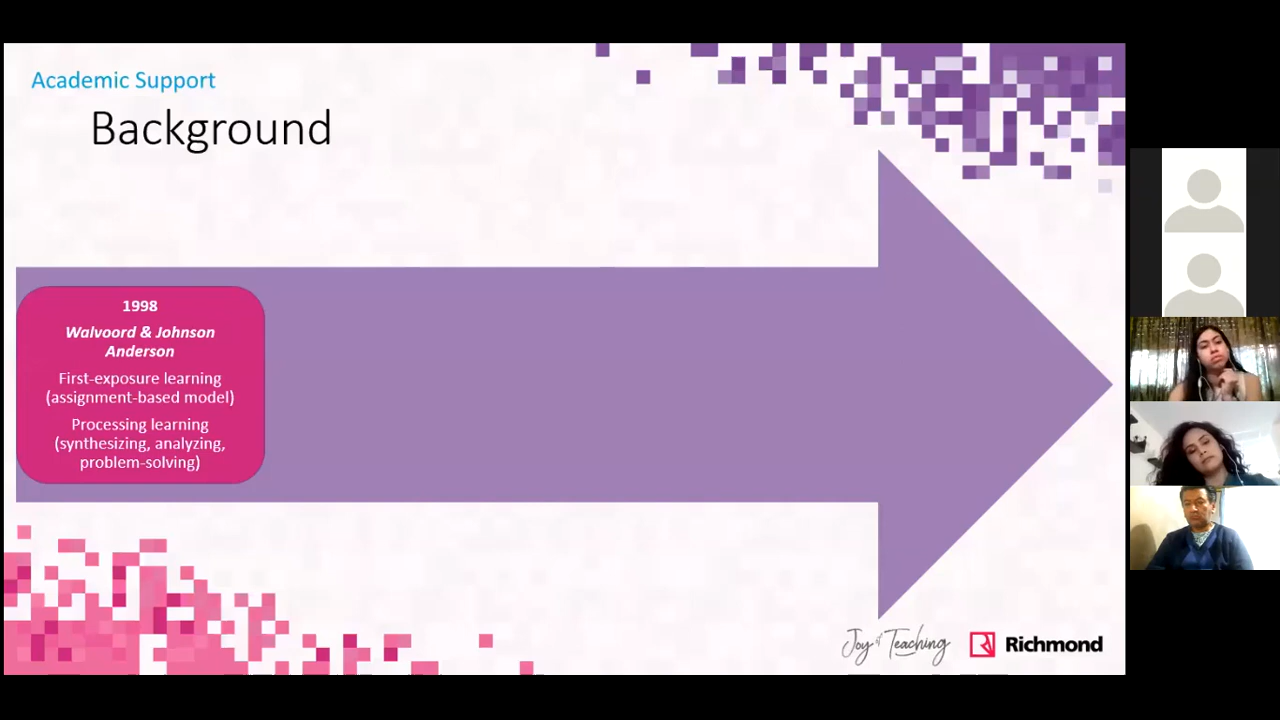 Academic Support
Background
1998
Walvoord & Johnson
Anderson
First-exposure learning
(assignment-based model)
Processing learning
(synthesizing, analyzing,
problem-solving)
Joy of Teaching
Richmond